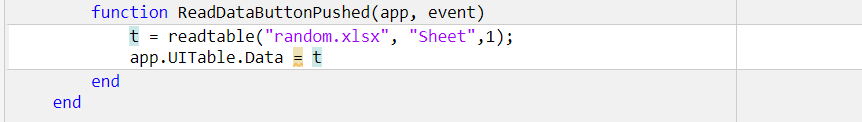 function ReadDataButtonPushed(app, event)
t = readtable("random.xlsx", "Sheet",1);
app.UITable.Data = t
end
end